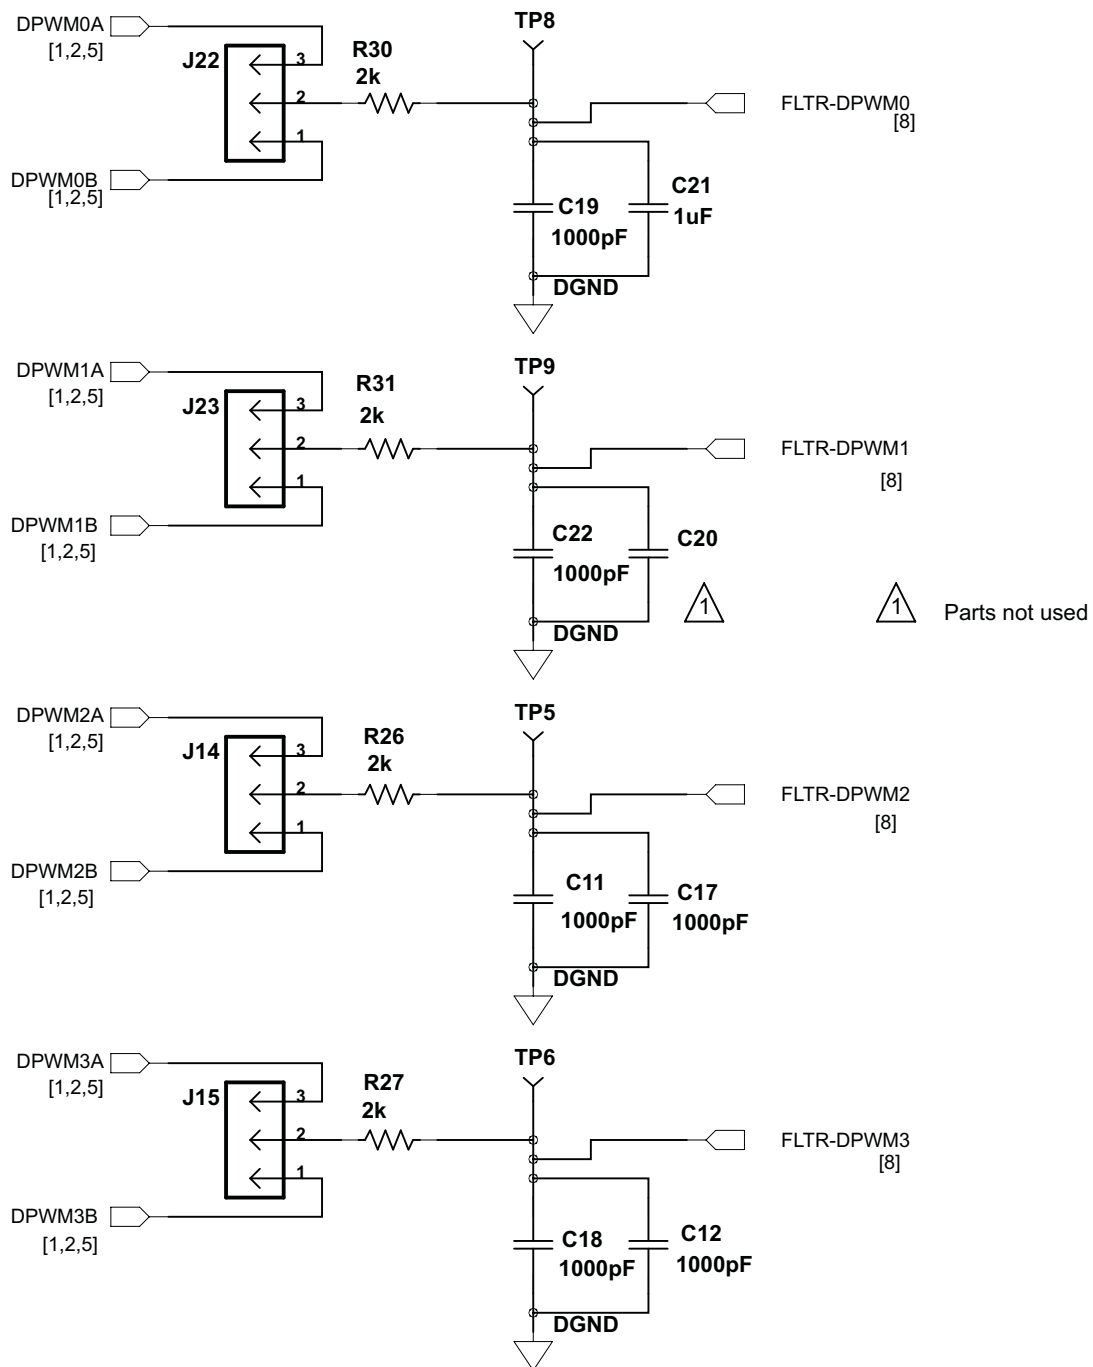 DPWM0A
[1,2,5]
J22
3
2
1
R30
2k
TP8
FLTR-DPWM0
[8]
DPWM0B
[1,2,5]
C19
1000pF
C21
1uF
DGND
DPWM1A
[1,2,5]
J23
3
2
1
R31
2k
TP9
FLTR-DPWM1
[8]
DPWM1B
[1,2,5]
C22
1000pF
C20
1
1 Parts not used
DGND
DPWM2A
[1,2,5]
J14
3
2
1
R26
2k
TP5
FLTR-DPWM2
[8]
DPWM2B
[1,2,5]
C11
1000pF
C17
1000pF
DGND
DPWM3A
[1,2,5]
J15
3
2
1
R27
2k
TP6
FLTR-DPWM3
[8]
DPWM3B
[1,2,5]
C18
1000pF
C12
1000pF
DGND